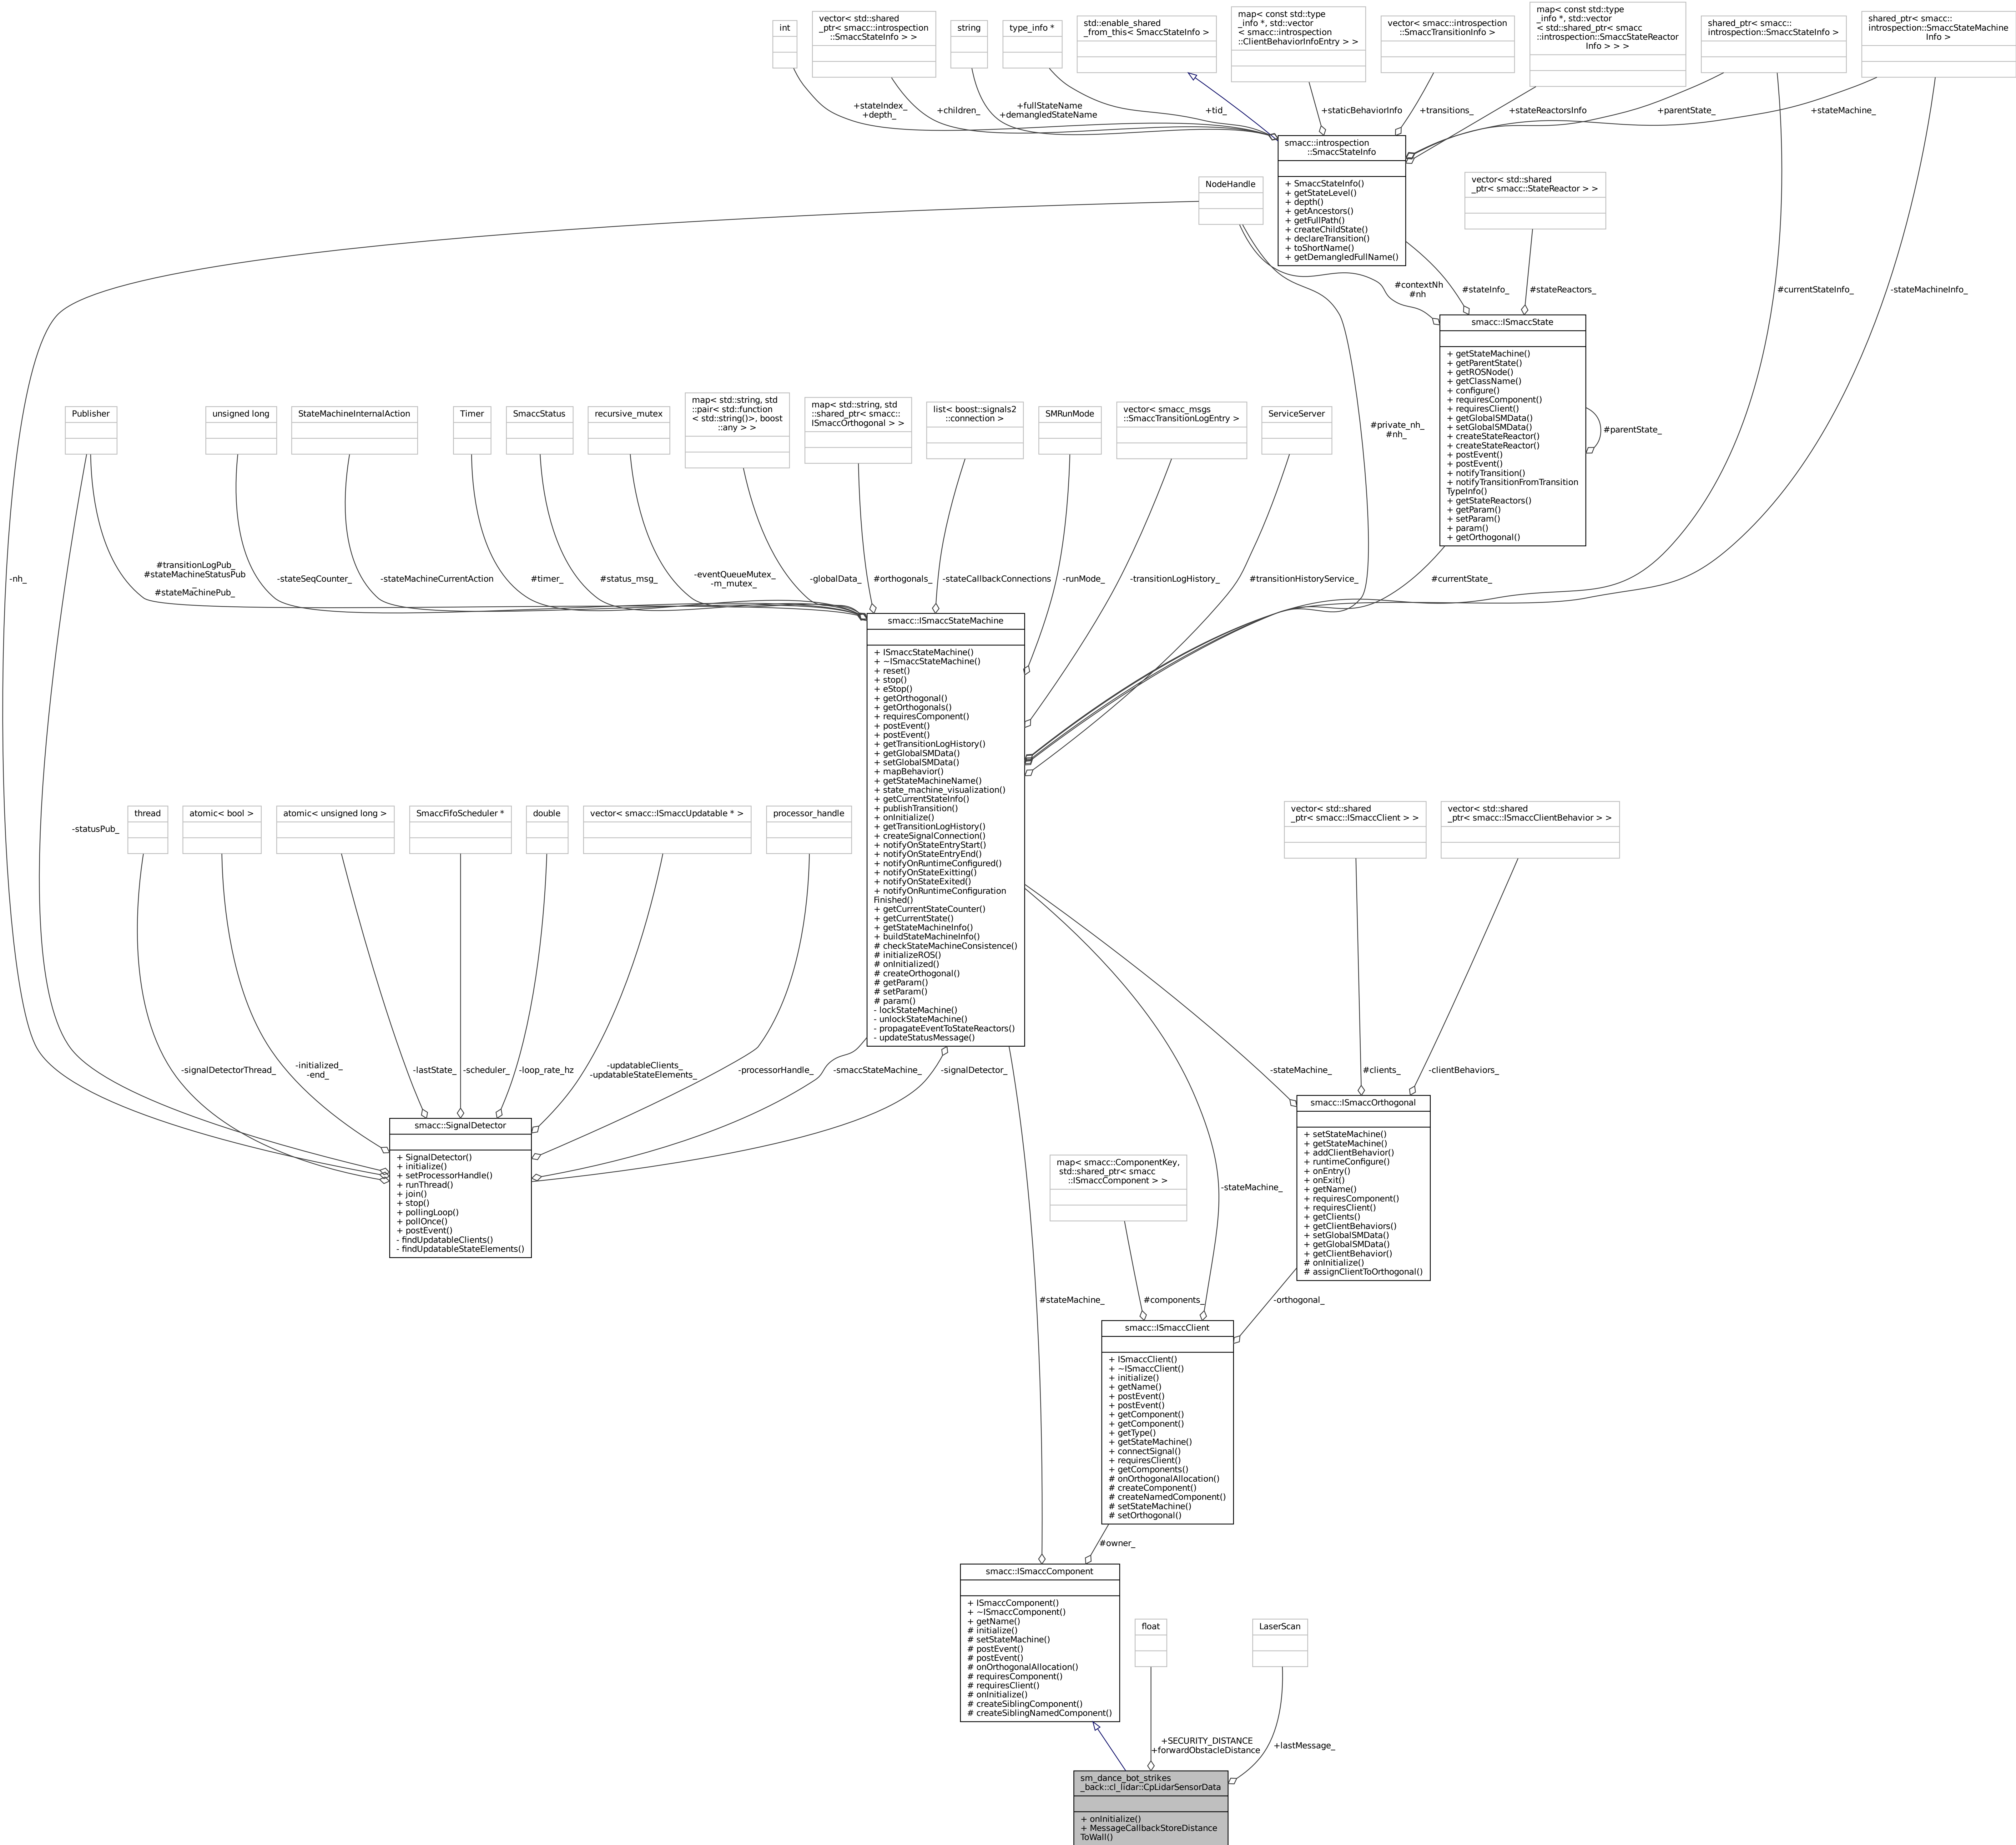 int
vector< std::shared
_ptr< smacc::introspection
::SmaccStateInfo > >
string
type_info *
std::enable_shared
_from_this< SmaccStateInfo >
map< const std::type
_info *, std::vector
< smacc::introspection
::ClientBehaviorInfoEntry > >
vector< smacc::introspection
::SmaccTransitionInfo >
map< const std::type
_info *, std::vector
< std::shared_ptr< smacc
::introspection::SmaccStateReactor
Info > > >
shared_ptr< smacc::
introspection::SmaccStateInfo >
shared_ptr< smacc::
introspection::SmaccStateMachine
Info >
+stateIndex_
+depth_
+children_
+fullStateName
+demangledStateName
+tid_
+staticBehaviorInfo
+transitions_
+stateReactorsInfo
+parentState_
+stateMachine_
smacc::introspection
::SmaccStateInfo
+ SmaccStateInfo()
+ getStateLevel()
+ depth()
+ getAncestors()
+ getFullPath()
+ createChildState()
+ declareTransition()
+ toShortName()
+ getDemangledFullName()
NodeHandle
vector< std::shared
_ptr< smacc::StateReactor > >
#contextNh
#nh
#stateInfo_
#stateReactors_
#currentStateInfo_
-stateMachineInfo_
smacc::ISmaccState
+ getStateMachine()
+ getParentState()
+ getROSNode()
+ getClassName()
+ configure()
+ requiresComponent()
+ requiresClient()
+ getGlobalSMData()
+ setGlobalSMData()
+ createStateReactor()
+ createStateReactor()
+ postEvent()
+ postEvent()
+ notifyTransition()
+ notifyTransitionFromTransition
TypeInfo()
+ getStateReactors()
+ getParam()
+ setParam()
+ param()
+ getOrthogonal()
#parentState_
Publisher
unsigned long
StateMachineInternalAction
Timer
SmaccStatus
recursive_mutex
map< std::string, std
::pair< std::function
< std::string()>, boost
::any > >
map< std::string, std
::shared_ptr< smacc::
ISmaccOrthogonal > >
list< boost::signals2
::connection >
SMRunMode
vector< smacc_msgs
::SmaccTransitionLogEntry >
ServiceServer
#private_nh_
#nh_
-nh_
#transitionLogPub_
#stateMachineStatusPub
_
#stateMachinePub_
-stateSeqCounter_
-stateMachineCurrentAction
#timer_
#status_msg_
-eventQueueMutex_
-m_mutex_
-globalData_
#orthogonals_
-stateCallbackConnections
-runMode_
-transitionLogHistory_
#transitionHistoryService_
#currentState_
smacc::ISmaccStateMachine
+ ISmaccStateMachine()
+ ~ISmaccStateMachine()
+ reset()
+ stop()
+ eStop()
+ getOrthogonal()
+ getOrthogonals()
+ requiresComponent()
+ postEvent()
+ postEvent()
+ getTransitionLogHistory()
+ getGlobalSMData()
+ setGlobalSMData()
+ mapBehavior()
+ getStateMachineName()
+ state_machine_visualization()
+ getCurrentStateInfo()
+ publishTransition()
+ onInitialize()
+ getTransitionLogHistory()
+ createSignalConnection()
+ notifyOnStateEntryStart()
+ notifyOnStateEntryEnd()
+ notifyOnRuntimeConfigured()
+ notifyOnStateExitting()
+ notifyOnStateExited()
+ notifyOnRuntimeConfiguration
Finished()
+ getCurrentStateCounter()
+ getCurrentState()
+ getStateMachineInfo()
+ buildStateMachineInfo()
# checkStateMachineConsistence()
# initializeROS()
# onInitialized()
# createOrthogonal()
# getParam()
# setParam()
# param()
- lockStateMachine()
- unlockStateMachine()
- propagateEventToStateReactors()
- updateStatusMessage()
-statusPub_
thread
atomic< bool >
atomic< unsigned long >
SmaccFifoScheduler *
double
vector< smacc::ISmaccUpdatable * >
processor_handle
-signalDetectorThread_
-initialized_
-end_
-lastState_
-scheduler_
-loop_rate_hz
-updatableClients_
-updatableStateElements_
-processorHandle_
-smaccStateMachine_
-signalDetector_
smacc::SignalDetector
+ SignalDetector()
+ initialize()
+ setProcessorHandle()
+ runThread()
+ join()
+ stop()
+ pollingLoop()
+ pollOnce()
+ postEvent()
- findUpdatableClients()
- findUpdatableStateElements()
vector< std::shared
_ptr< smacc::ISmaccClient > >
vector< std::shared
_ptr< smacc::ISmaccClientBehavior > >
-stateMachine_
#clients_
-clientBehaviors_
smacc::ISmaccOrthogonal
+ setStateMachine()
+ getStateMachine()
+ addClientBehavior()
+ runtimeConfigure()
+ onEntry()
+ onExit()
+ getName()
+ requiresComponent()
+ requiresClient()
+ getClients()
+ getClientBehaviors()
+ setGlobalSMData()
+ getGlobalSMData()
+ getClientBehavior()
# onInitialize()
# assignClientToOrthogonal()
map< smacc::ComponentKey,
std::shared_ptr< smacc
::ISmaccComponent > >
-stateMachine_
#stateMachine_
#components_
-orthogonal_
smacc::ISmaccClient
+ ISmaccClient()
+ ~ISmaccClient()
+ initialize()
+ getName()
+ postEvent()
+ postEvent()
+ getComponent()
+ getComponent()
+ getType()
+ getStateMachine()
+ connectSignal()
+ requiresClient()
+ getComponents()
# onOrthogonalAllocation()
# createComponent()
# createNamedComponent()
# setStateMachine()
# setOrthogonal()
#owner_
smacc::ISmaccComponent
+ ISmaccComponent()
+ ~ISmaccComponent()
+ getName()
# initialize()
# setStateMachine()
# postEvent()
# postEvent()
# onOrthogonalAllocation()
# requiresComponent()
# requiresClient()
# onInitialize()
# createSiblingComponent()
# createSiblingNamedComponent()
float
LaserScan
+SECURITY_DISTANCE
+forwardObstacleDistance
+lastMessage_
sm_dance_bot_strikes
_back::cl_lidar::CpLidarSensorData
+ onInitialize()
+ MessageCallbackStoreDistance
ToWall()